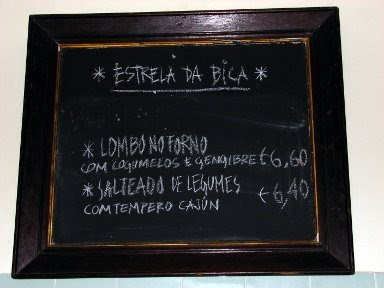 * ESTRELA DA BICA *
* LOMBO NO FORNO
COM COGUMELOS E GENGIBRE €6,60
* SALTEADO DE LEGUMES
COM TEMPERO CAJUN €6,40